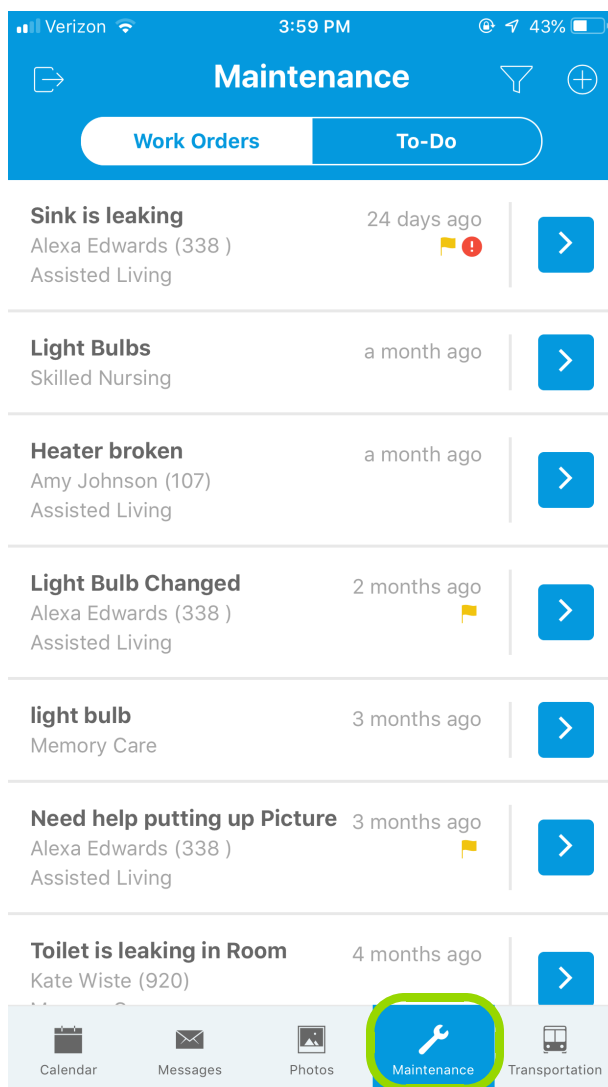 Verizon 3:59 PM 43%
Maintenance
Work Orders To-Do
Sink is leaking 24 days ago
Alexa Edwards (338 )
Assisted Living
Light Bulbs a month ago
Skilled Nursing
Heater broken a month ago
Amy Johnson (107)
Assisted Living
Light Bulb Changed 2 months ago
Alexa Edwards (338 )
Assisted Living
light bulb 3 months ago
Memory Care
Need help putting up Picture 3 months ago
Alexa Edwards (338 )
Assisted Living
Toilet is leaking in Room 4 months ago
Kate Wiste (920)
Calendar Messages Photos Maintenance Transportation